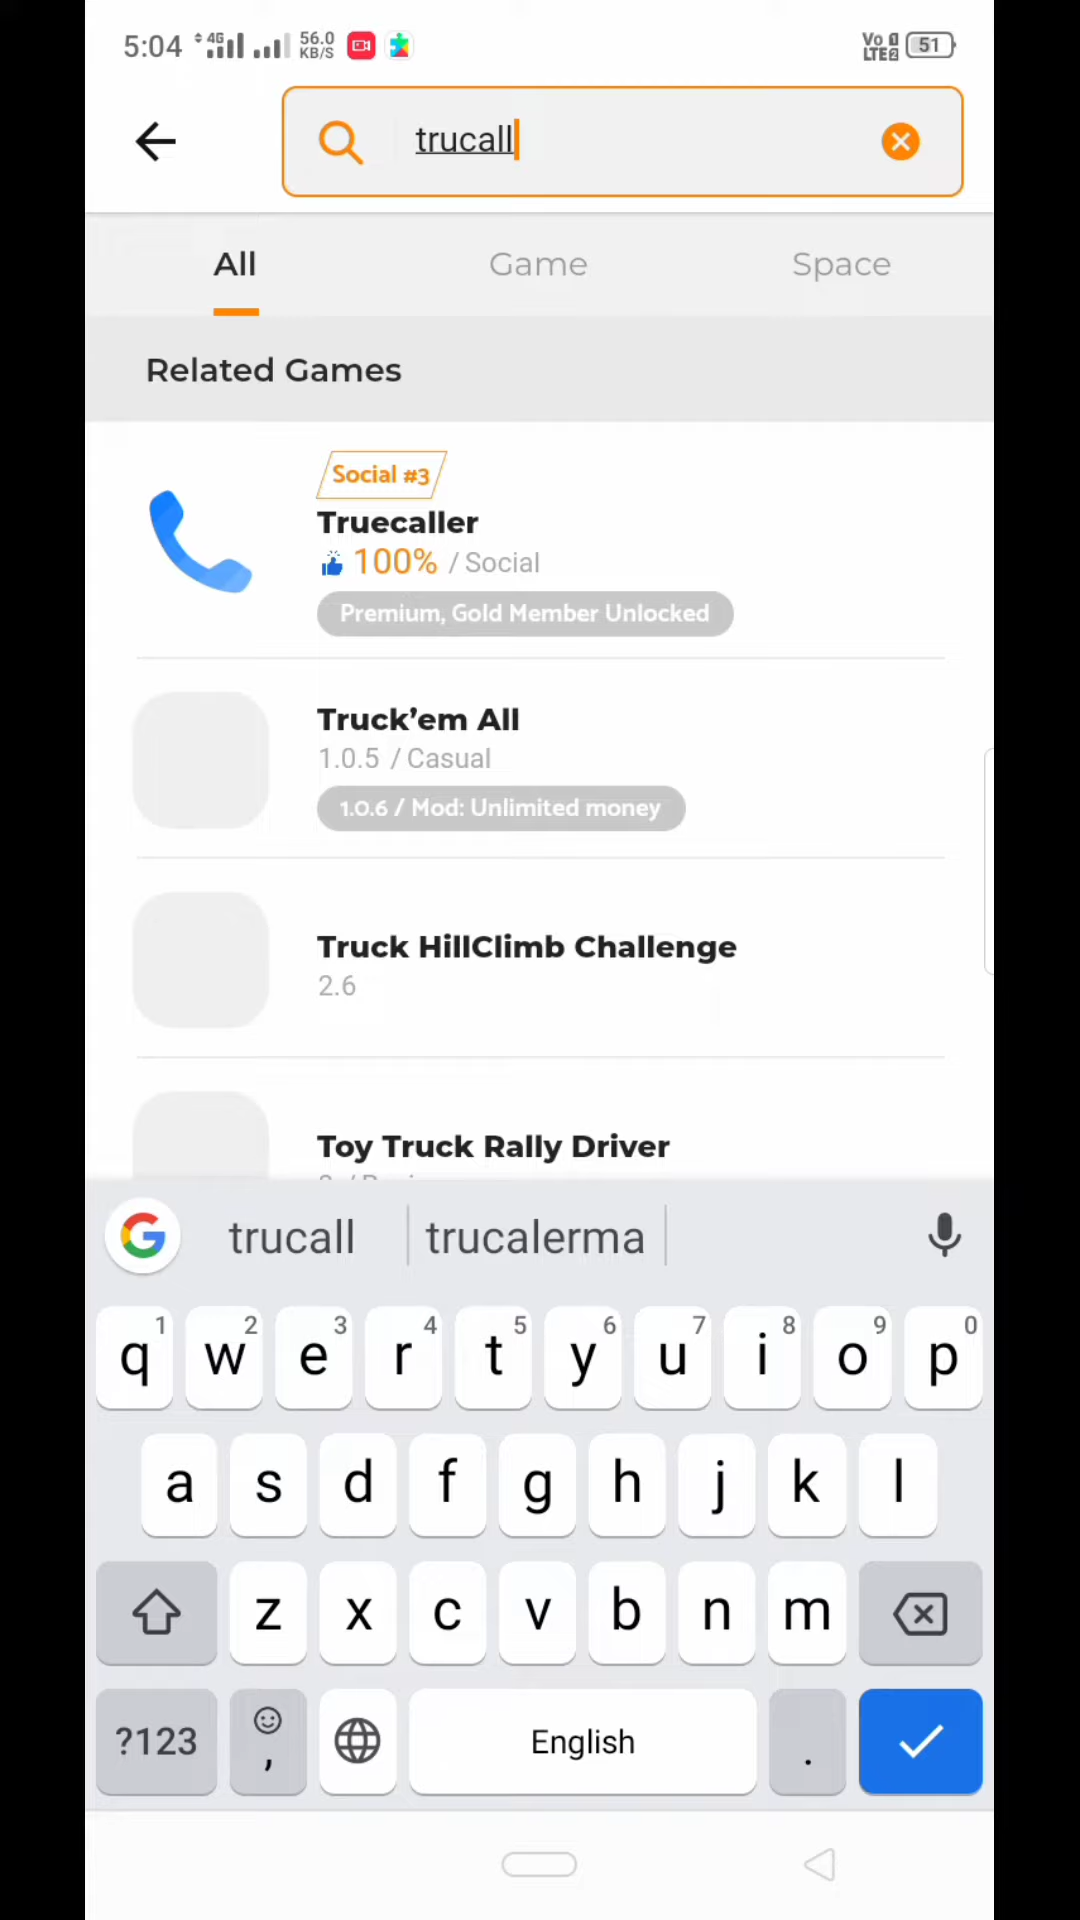 5:04 4G 56.0 KB/S Vo LTE 51
trucall
All Game Space
Related Games
Social #3
Truecaller
100% / Social
Premium, Gold Member Unlocked
Truck’em All
1.0.5 / Casual
1.0.6 / Mod: Unlimited money
Truck HillClimb Challenge
2.6
Toy Truck Rally Driver
trucall trucalerma
q1 w2 e3 r4 t5 y6 u7 i8 o9 p0
a s d f g h j k l
z x c v b n m
?123 , English .